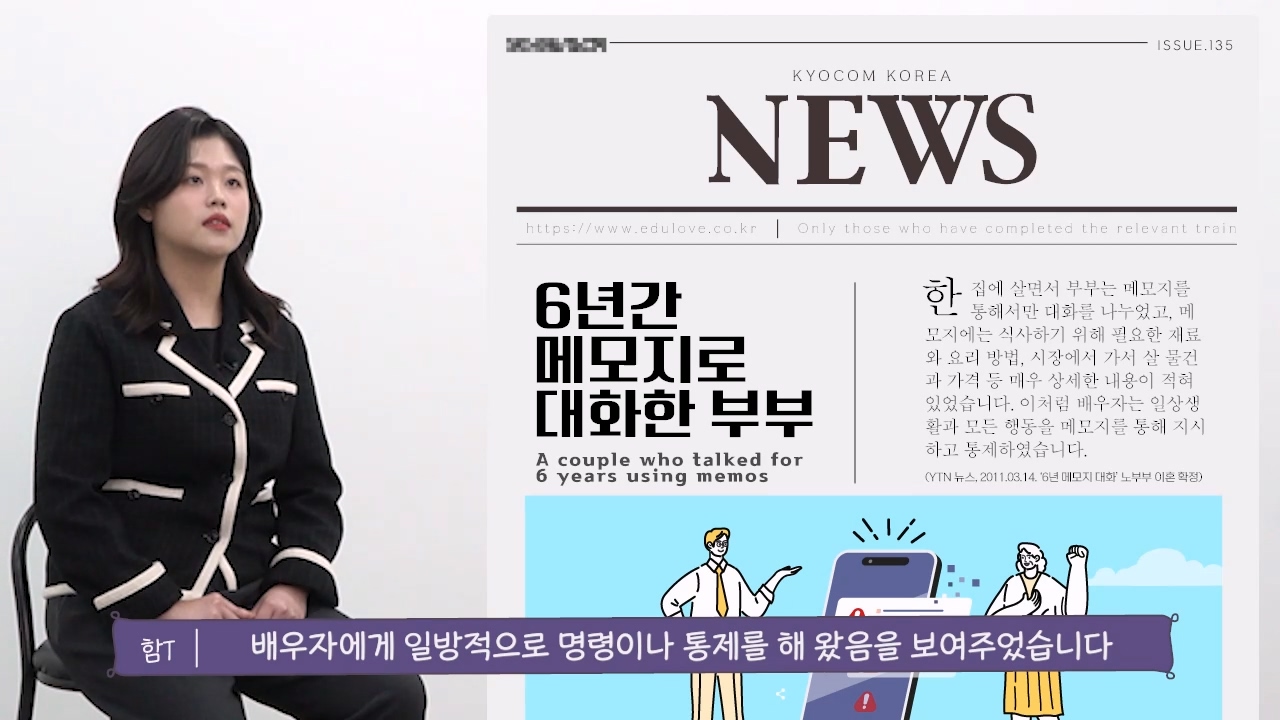 ISSUE.135
KYOCOM KOREA
NEWS
https://www.edulove.co.kr
Only those who have completed the relevant train
6년간
메모지로
대화한 부부
A couple who talked for
6 years using memos
한 집에 살면서 부부는 메모지를
통해서만 대화를 나누었고, 메
모지에는 식사하기 위해 필요한 재료
와 요리 방법, 시장에서 가서 살 물건
과 가격 등 매우 상세한 내용이 적혀
있었습니다. 이처럼 배우자는 일상생
활과 모든 행동을 메모지를 통해 지시
하고 통제하였습니다.
(YTN 뉴스, 2011.03.14. '6년 메모지 대화' 노부부 이혼 확정)
함T 배우자에게 일방적으로 명령이나 통제를 해 왔음을 보여주었습니다